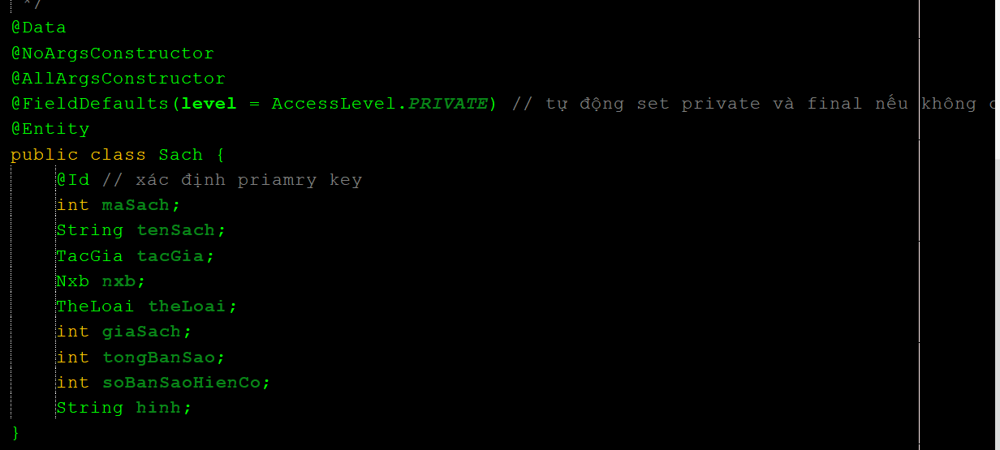 */
@Data
@NoArgsConstructor
@AllArgsConstructor
@FieldDefaults(level = AccessLevel.PRIVATE) // tự động set private và final nếu không
@Entity
public class Sach {
@Id // xác định priamry key
int maSach;
String tenSach;
TacGia tacGia;
Nxb nxb;
TheLoai theLoai;
int giaSach;
int tongBanSao;
int soBanSaoHienCo;
String hinh;
}